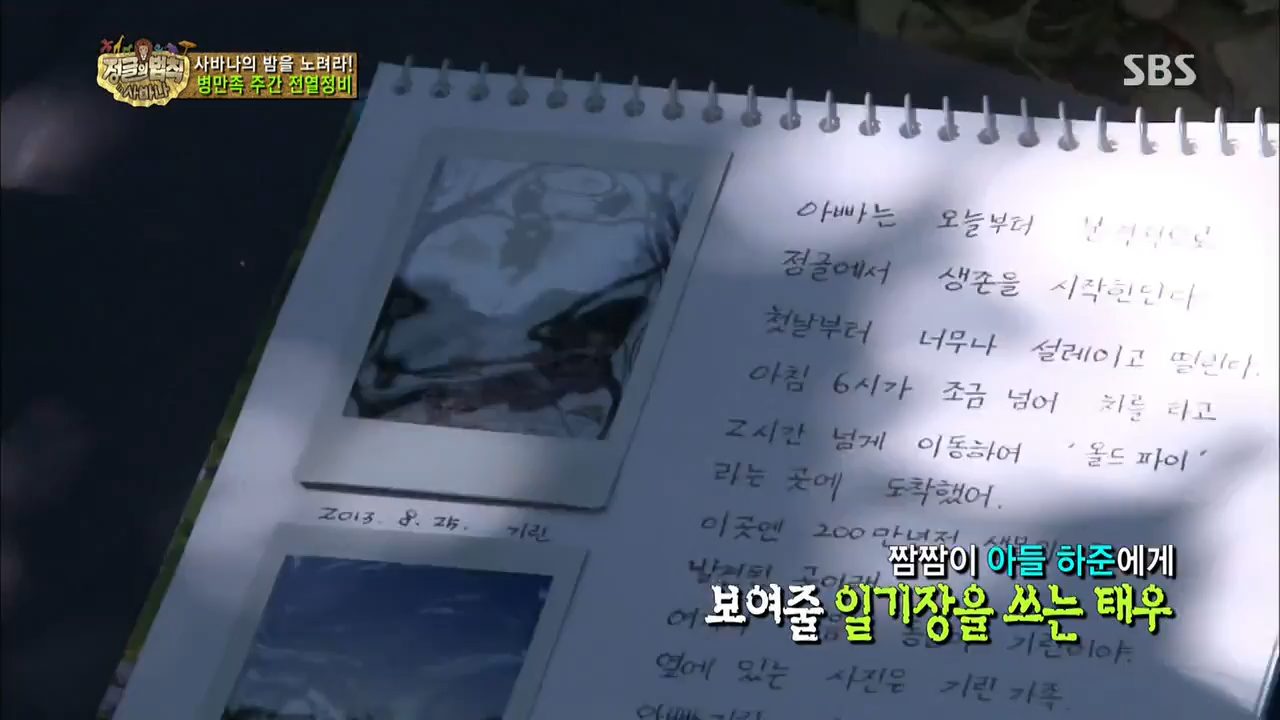 정글의 법칙
사바나
사바나의 밤을 노려라!
병만족 주간 전열정비
SBS
아빠는 오늘부터
정글에서 생존을 시작한단다
첫날부터 너무나 설레이고 떨린다.
아침 6시가 조금 넘어 차를 타고
2시간 넘게 이동하여 '올드파이'
라는 곳에 도착했어.
2013. 8. 25. 기린
이곳엔 200만년전
기린이야.
옆에 있는 사진은 기린가족.
짬짬이 아들 하준에게
보여줄 일기장을 쓰는 태우